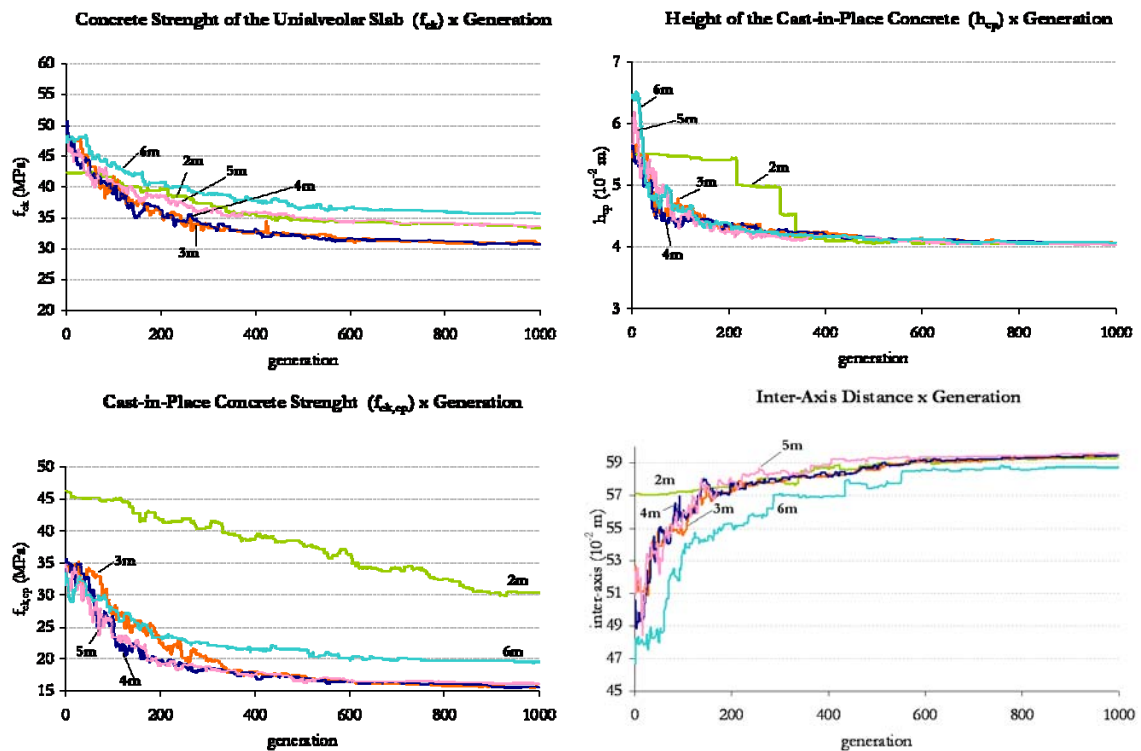 Concrete Strenght of the Unialveolar Slab (fck) x Generation
60
55
50
45
40
35
30
25
20
fck (MPa)
6m
2m
5m
4m
3m
0 200 400 600 800 1000
generation
Height of the Cast-in-Place Concrete (hcp) x Generation
7
6
5
4
3
hcp (10-2 m)
6m
5m
2m
3m
4m
0 200 400 600 800 1000
generation
Cast-in-Place Concrete Strenght (fck,cp) x Generation
50
45
40
35
30
25
20
15
fck,cp (MPa)
3m
2m
5m
4m
6m
0 200 400 600 800 1000
generation
Inter-Axis Distance x Generation
59
57
55
53
51
49
47
45
inter-axis (10-2 m)
5m
2m
4m
3m
6m
0 200 400 600 800 1000
generation